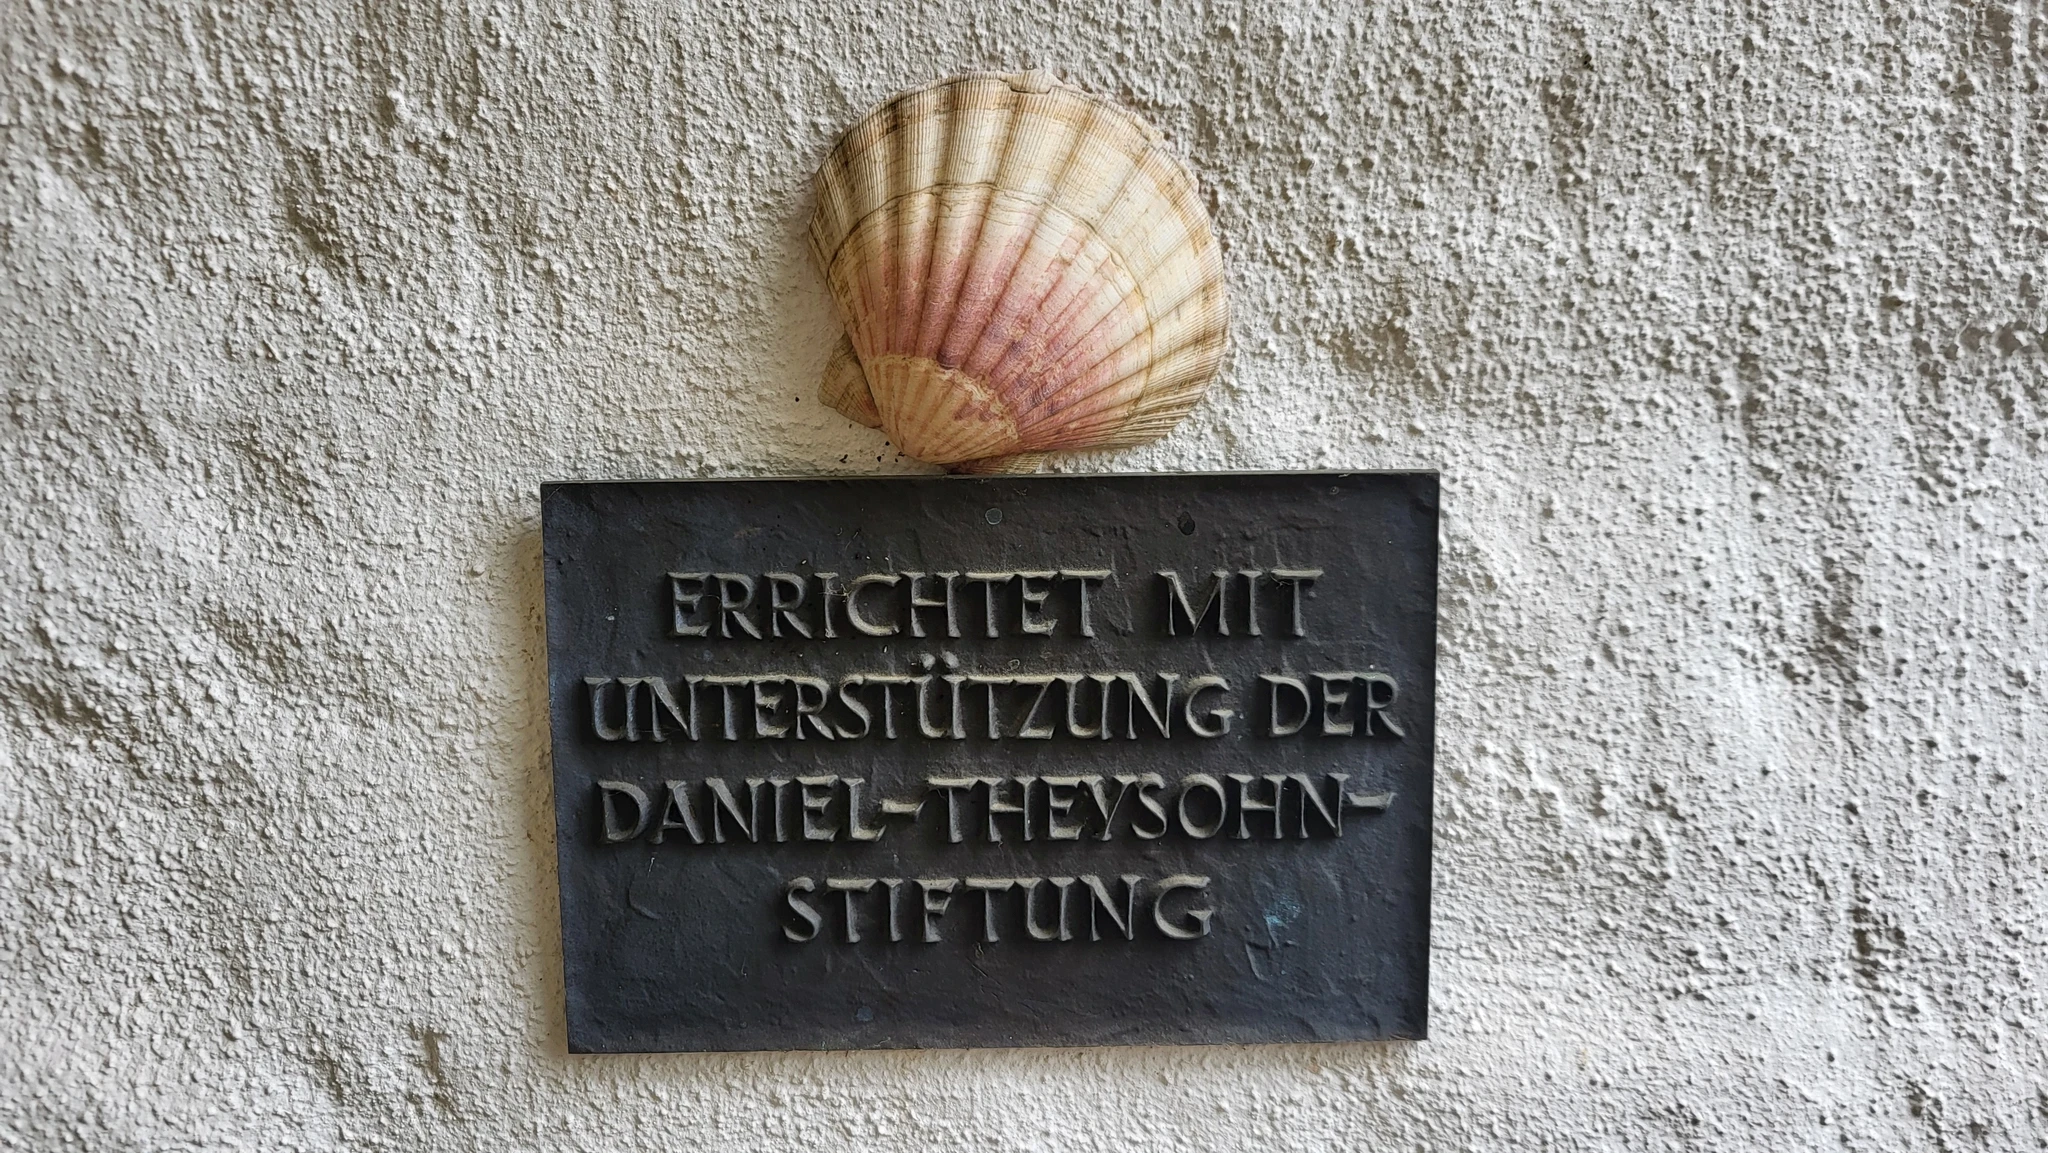 ERRICHTET MIT
UNTERSTÜTZUNG DER
DANIEL-THEYSOHN-
STIFTUNG